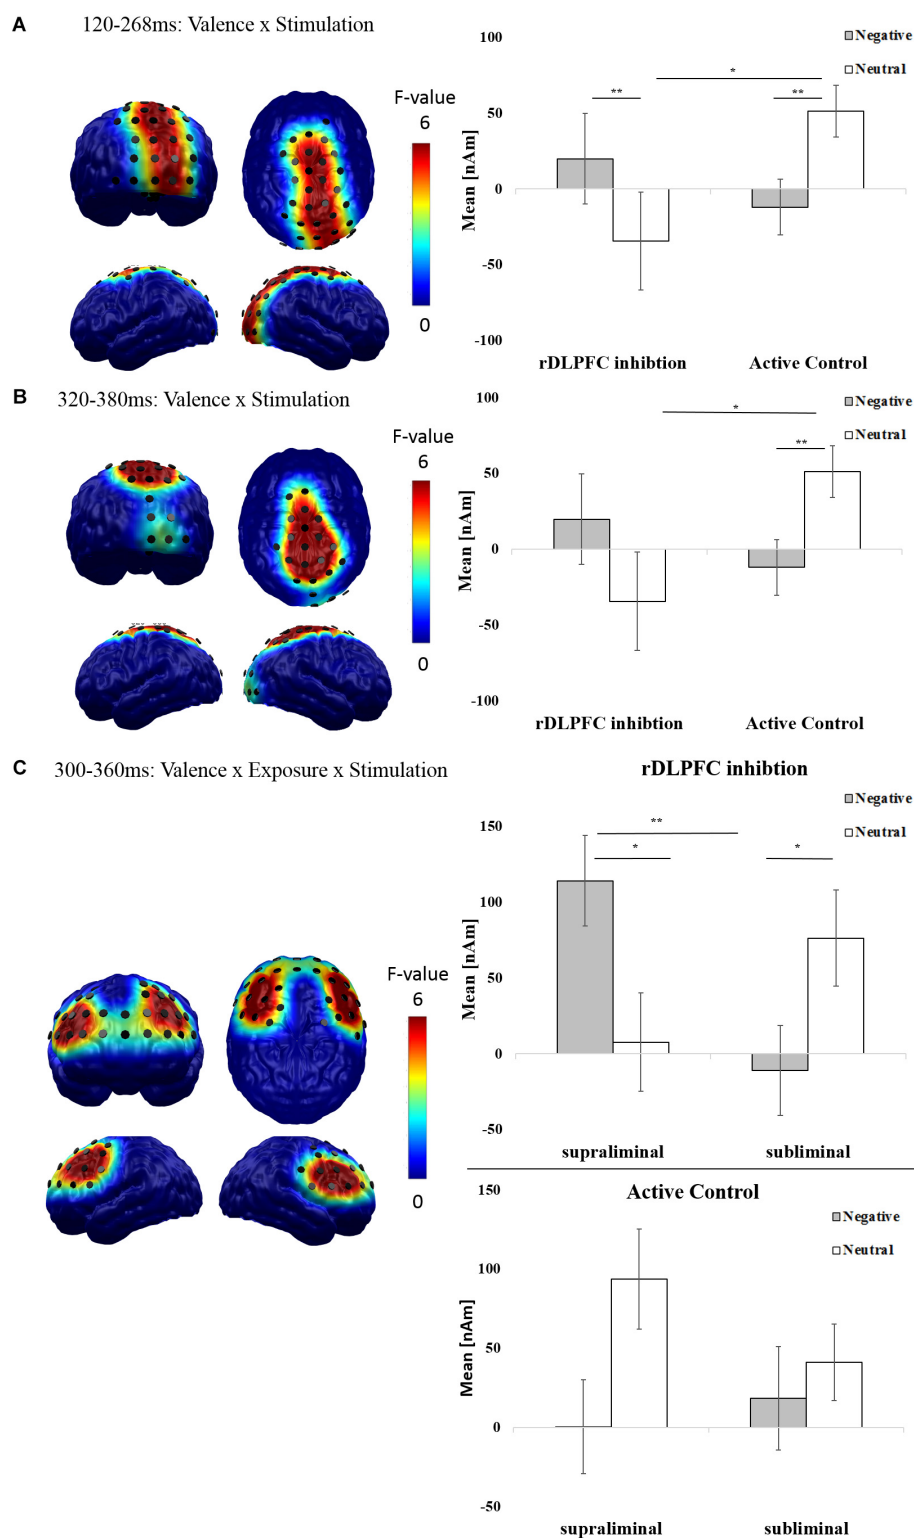 A
120-268ms: Valence x Stimulation
F-value
6
0
100
50
0
-50
-100
Mean [nAm]
Negative
Neutral
*
**
**
rDLPFC inhibtion
Active Control
B
320-380ms: Valence x Stimulation
F-value
6
0
100
50
0
-50
-100
Mean [nAm]
Negative
Neutral
*
**
rDLPFC inhibtion
Active Control
C
300-360ms: Valence x Exposure x Stimulation
F-value
6
0
rDLPFC inhibtion
150
100
50
0
-50
Mean [nAm]
Negative
Neutral
**
*
*
supraliminal
subliminal
Active Control
150
100
50
0
-50
Mean [nAm]
Negative
Neutral
supraliminal
subliminal